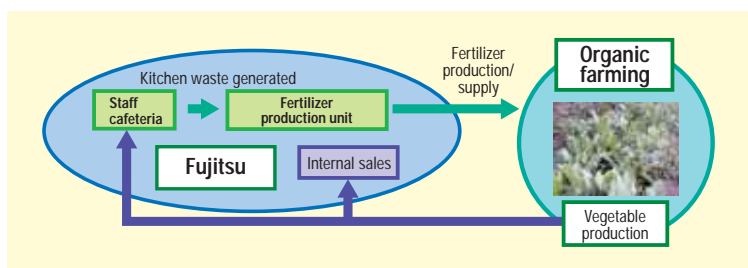 Kitchen waste generated
Staff
cafeteria
Fertilizer
production unit
Fujitsu
Internal sales
Fertilizer
production/
supply
Organic
farming
Vegetable
production